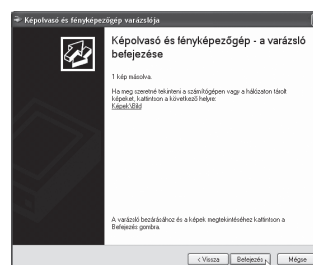 Képolvasó és fényképezőgép varázslója
Képolvasó és fényképezőgép - a varázsló
befejezése
1 kép másolva.
Ha meg szeretné tekinteni a számítógépen vagy a hálózaton tárolt
képeket, kattintson a következő helyre:
Képek\Bild
A varázsló bezárásához és a képek megtekintéséhez kattintson a
Befejezés gombra.
< Vissza
Befejezés
Mégse